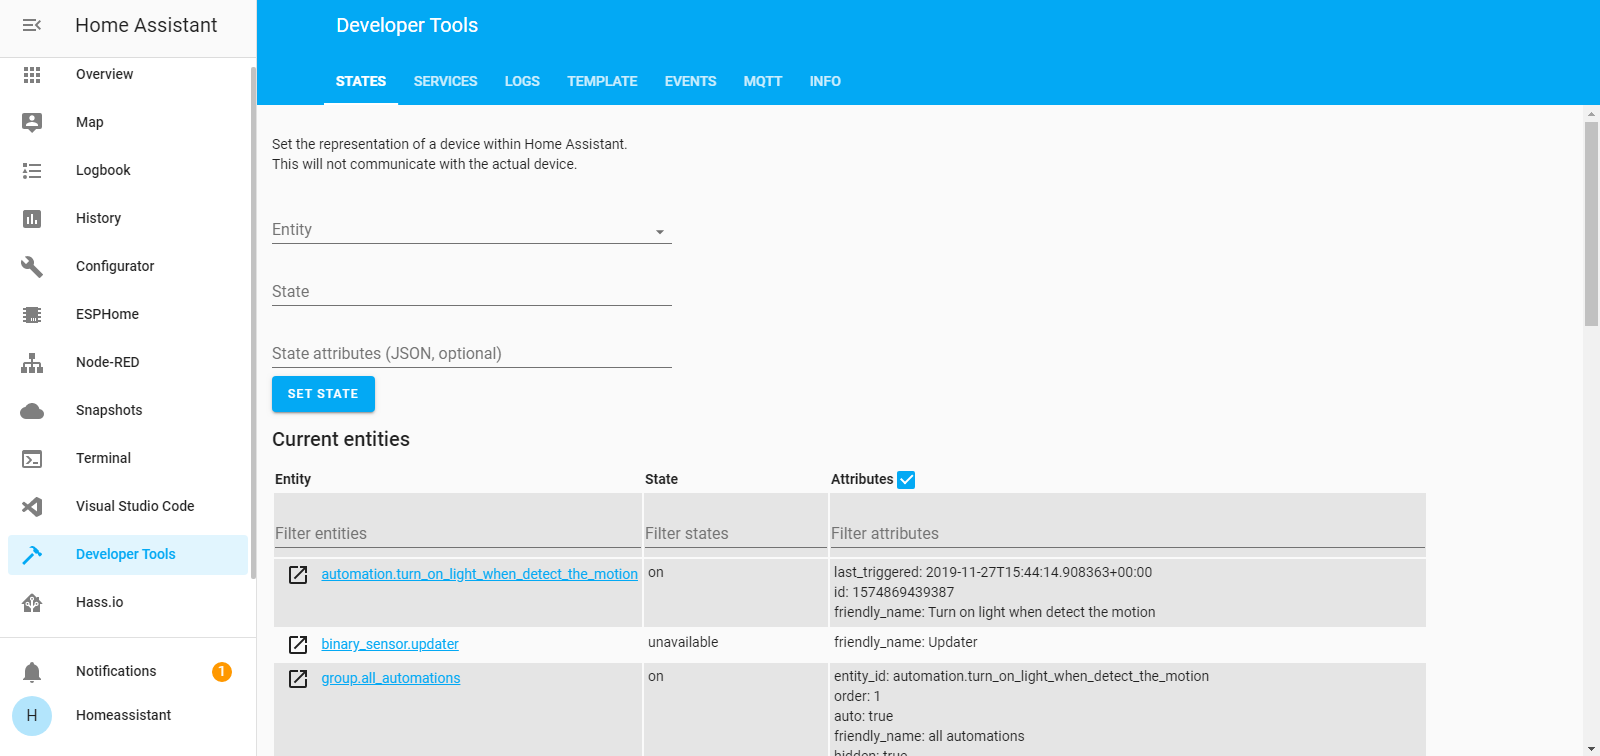 Home Assistant
Overview
Map
Logbook
History
Configurator
ESPHome
Node-RED
Snapshots
Terminal
Visual Studio Code
Developer Tools
Hass.io
Notifications 1
H Homeassistant
Developer Tools
STATES SERVICES LOGS TEMPLATE EVENTS MQTT INFO
Set the representation of a device within Home Assistant.
This will not communicate with the actual device.
Entity
State
State attributes (JSON, optional)
SET STATE
Current entities
Entity State Attributes
Filter entities Filter states Filter attributes
automation.turn_on_light_when_detect_the_motion on last_triggered: 2019-11-27T15:44:14.908363+00:00
id: 1574869439387
friendly_name: Turn on light when detect the motion
binary_sensor.updater unavailable friendly_name: Updater
group.all_automations on entity_id: automation.turn_on_light_when_detect_the_motion
order: 1
auto: true
friendly_name: all automations
hidden: true